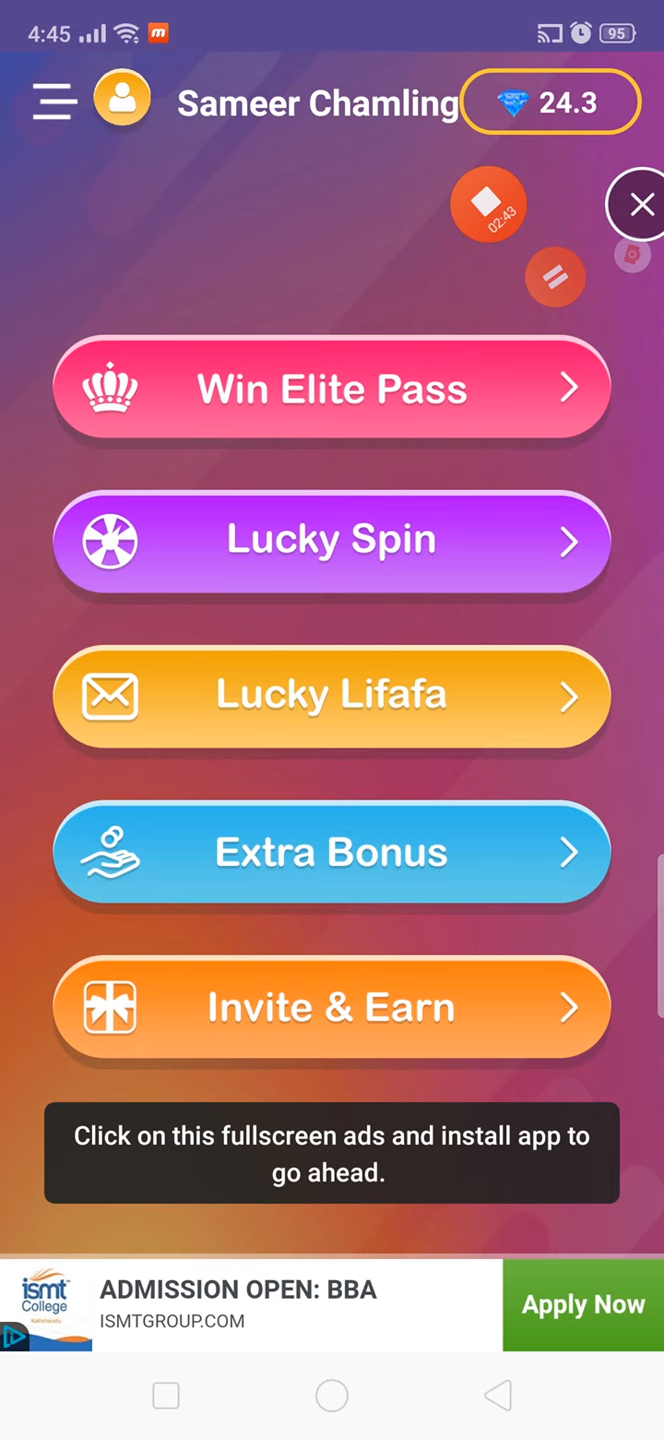 4:45
m
95
Sameer Chamling
24.3
02:43
Win Elite Pass
Lucky Spin
Lucky Lifafa
Extra Bonus
Invite & Earn
Click on this fullscreen ads and install app to
go ahead.
ismt
College
Kathmandu
ADMISSION OPEN: BBA
ISMTGROUP.COM
Apply Now